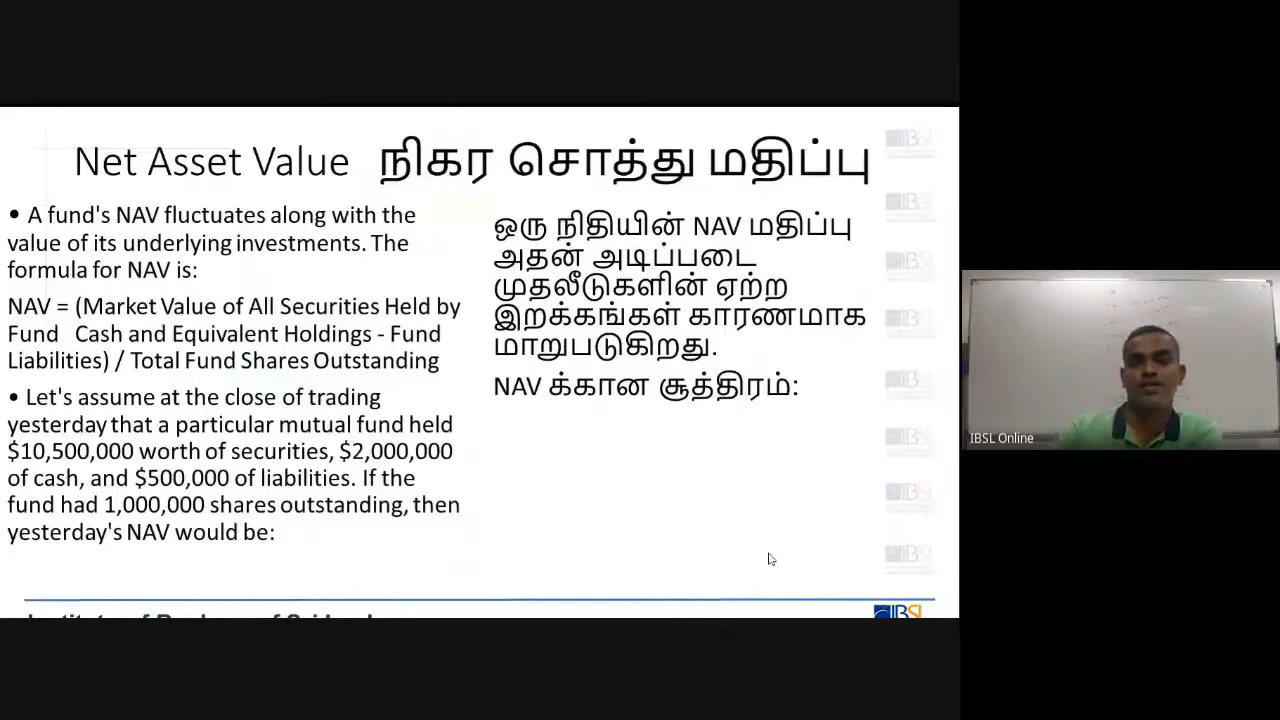 Net Asset Value நிகர சொத்து மதிப்பு
• A fund's NAV fluctuates along with the
value of its underlying investments. The
formula for NAV is:
NAV = (Market Value of All Securities Held by
Fund Cash and Equivalent Holdings - Fund
Liabilities) / Total Fund Shares Outstanding
• Let's assume at the close of trading
yesterday that a particular mutual fund held
$10,500,000 worth of securities, $2,000,000
of cash, and $500,000 of liabilities. If the
fund had 1,000,000 shares outstanding, then
yesterday's NAV would be:
ஒரு நிதியின் NAV மதிப்பு
அதன் அடிப்படை
முதலீடுகளின் ஏற்ற
இறக்கங்கள் காரணமாக
மாறுபடுகிறது.
NAV க்கான சூத்திரம்:
IBSL
IBSL Online